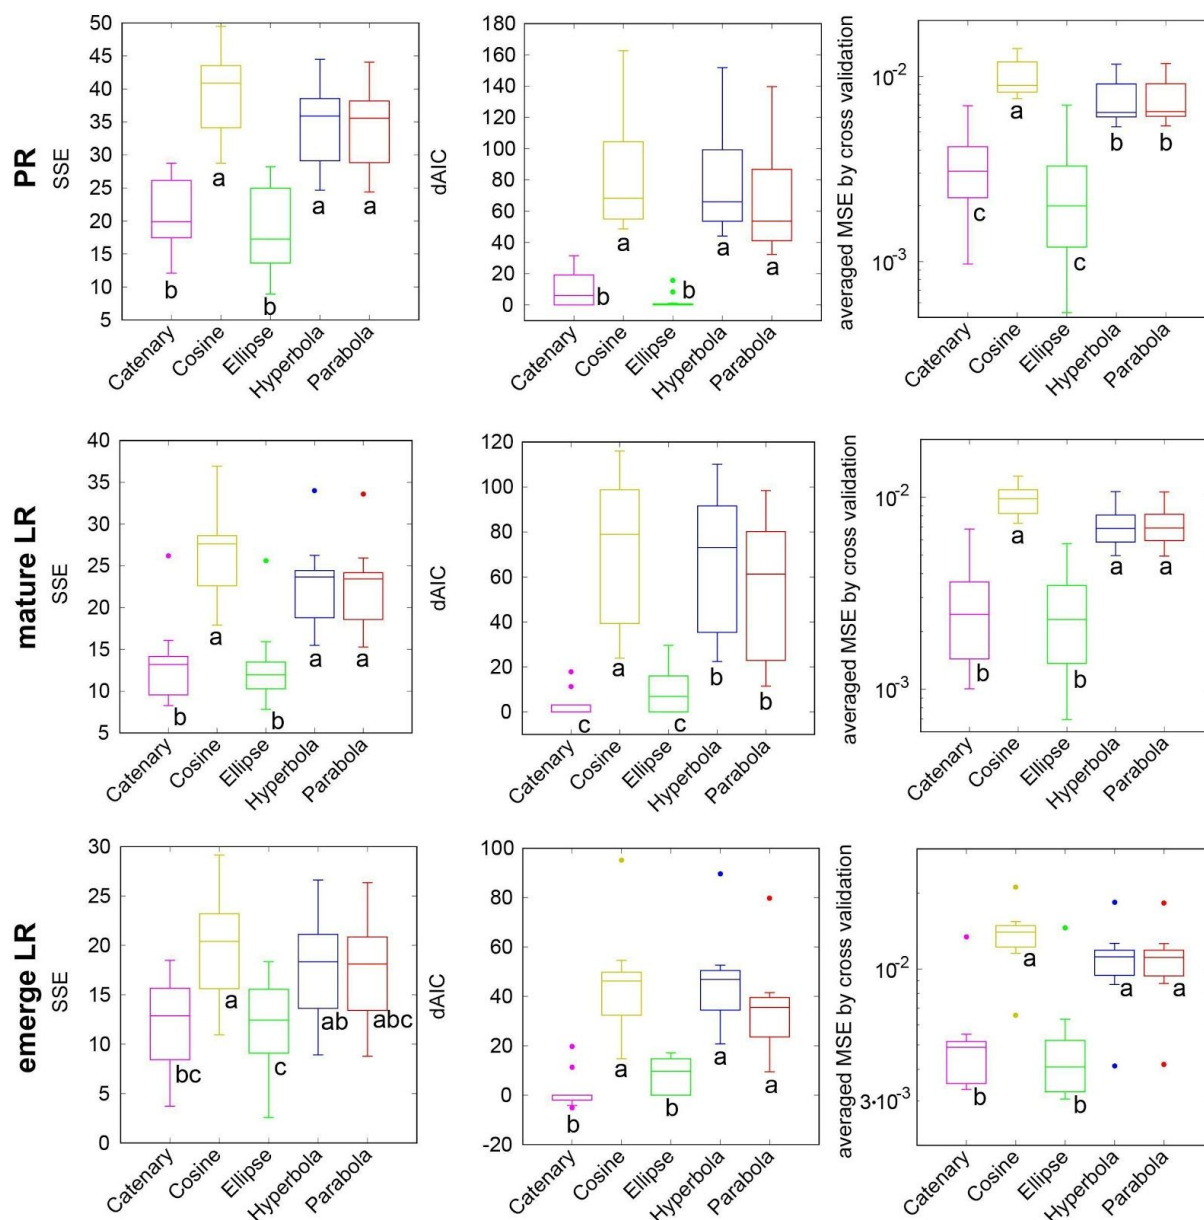 PR
SSE
50
45
40
35
30
25
20
15
10
5
b
a
b
a
a
Catenary
Cosine
Ellipse
Hyperbola
Parabola
dAIC
180
160
140
120
100
80
60
40
20
0
b
a
b
a
a
Catenary
Cosine
Ellipse
Hyperbola
Parabola
averaged MSE by cross validation
10-2
10-3
c
a
c
b
b
Catenary
Cosine
Ellipse
Hyperbola
Parabola
mature LR
SSE
40
35
30
25
20
15
10
5
b
a
b
a
a
Catenary
Cosine
Ellipse
Hyperbola
Parabola
dAIC
120
100
80
60
40
20
0
c
a
c
b
b
Catenary
Cosine
Ellipse
Hyperbola
Parabola
averaged MSE by cross validation
10-2
10-3
b
a
b
a
a
Catenary
Cosine
Ellipse
Hyperbola
Parabola
emerge LR
SSE
30
25
20
15
10
5
0
bc
a
c
ab
abc
Catenary
Cosine
Ellipse
Hyperbola
Parabola
dAIC
100
80
60
40
20
0
-20
b
a
b
a
a
Catenary
Cosine
Ellipse
Hyperbola
Parabola
averaged MSE by cross validation
10-2
3·10-3
b
a
b
a
a
Catenary
Cosine
Ellipse
Hyperbola
Parabola